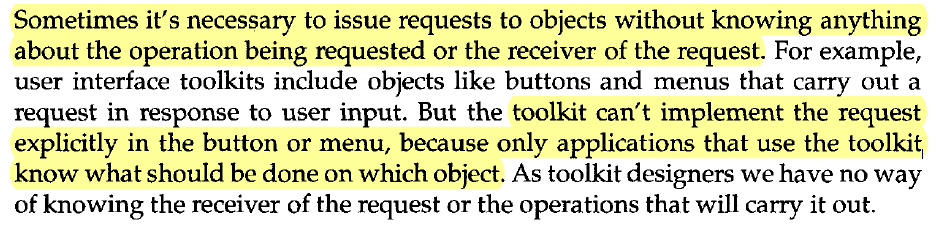 Sometimes it's necessary to issue requests to objects without knowing anything
about the operation being requested or the receiver of the request. For example,
user interface toolkits include objects like buttons and menus that carry out a
request in response to user input. But the toolkit can't implement the request
explicitly in the button or menu, because only applications that use the toolkit
know what should be done on which object. As toolkit designers we have no way
of knowing the receiver of the request or the operations that will carry it out.